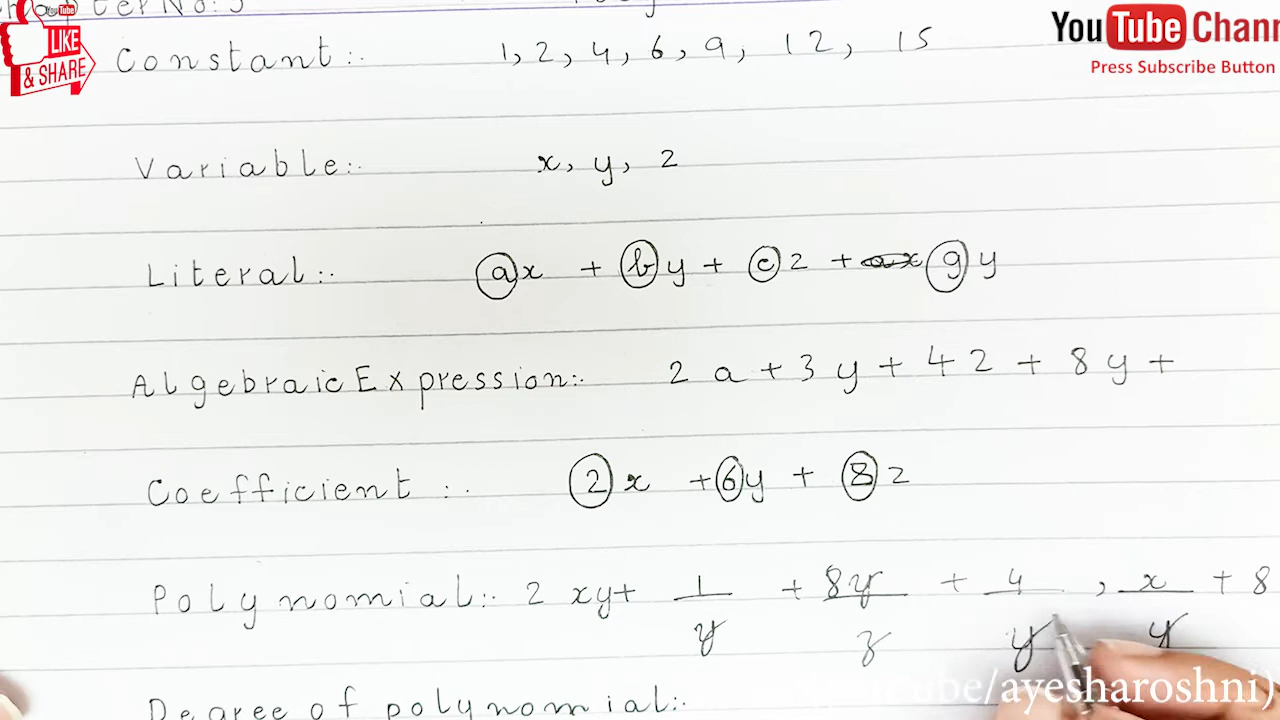 YouTube Chann
Press Subscribe Button
LIKE & SHARE
Constant:. 1, 2, 4, 6, 9, 12, 15
Variable:. x, y, z
Literal:. ax + by + cz + ax gy
Algebraic Expression:. 2a + 3y + 4z + 8y +
Coefficient :. 2x + 6y + 8z
Polynomial:. 2xy + 1/y + 8y/z + 4/y , x/y + 8
Degree of polynomial:.
tube/ayesharoshni)